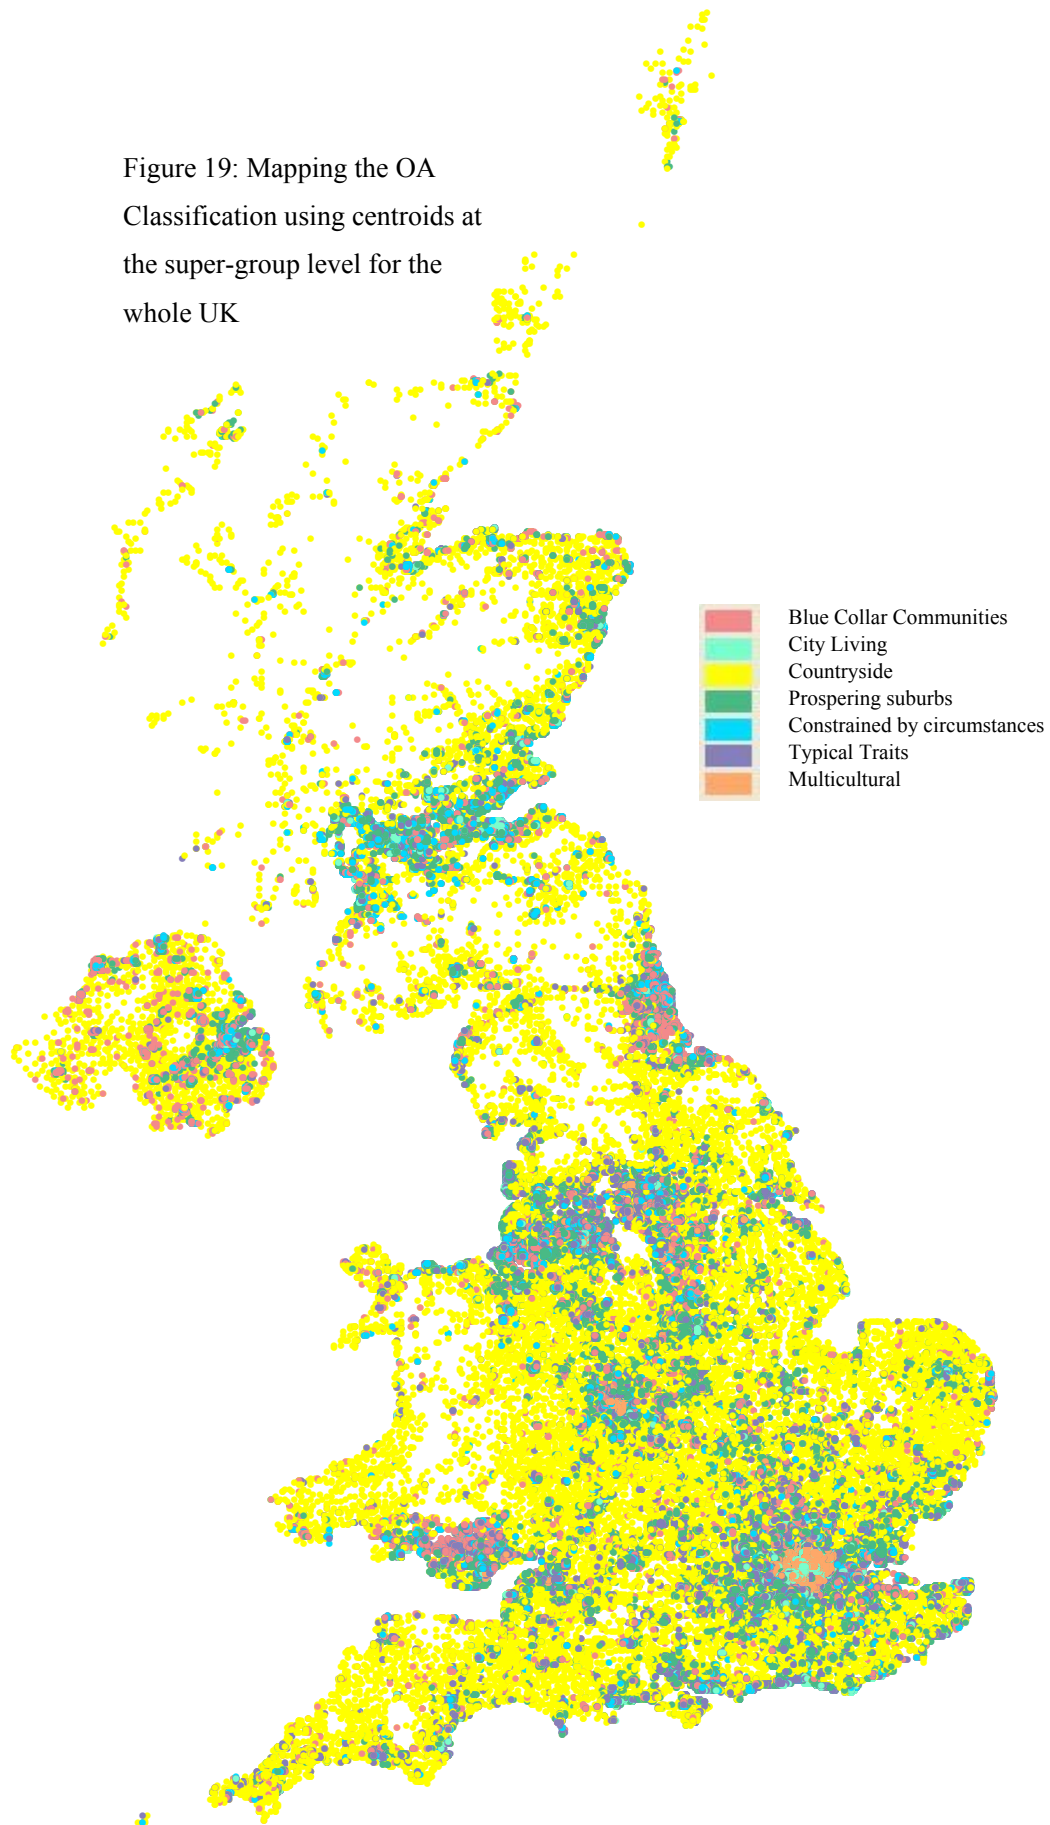 Figure 19: Mapping the OA
Classification using centroids at
the super-group level for the
whole UK
Blue Collar Communities
City Living
Countryside
Prospering suburbs
Constrained by circumstances
Typical Traits
Multicultural